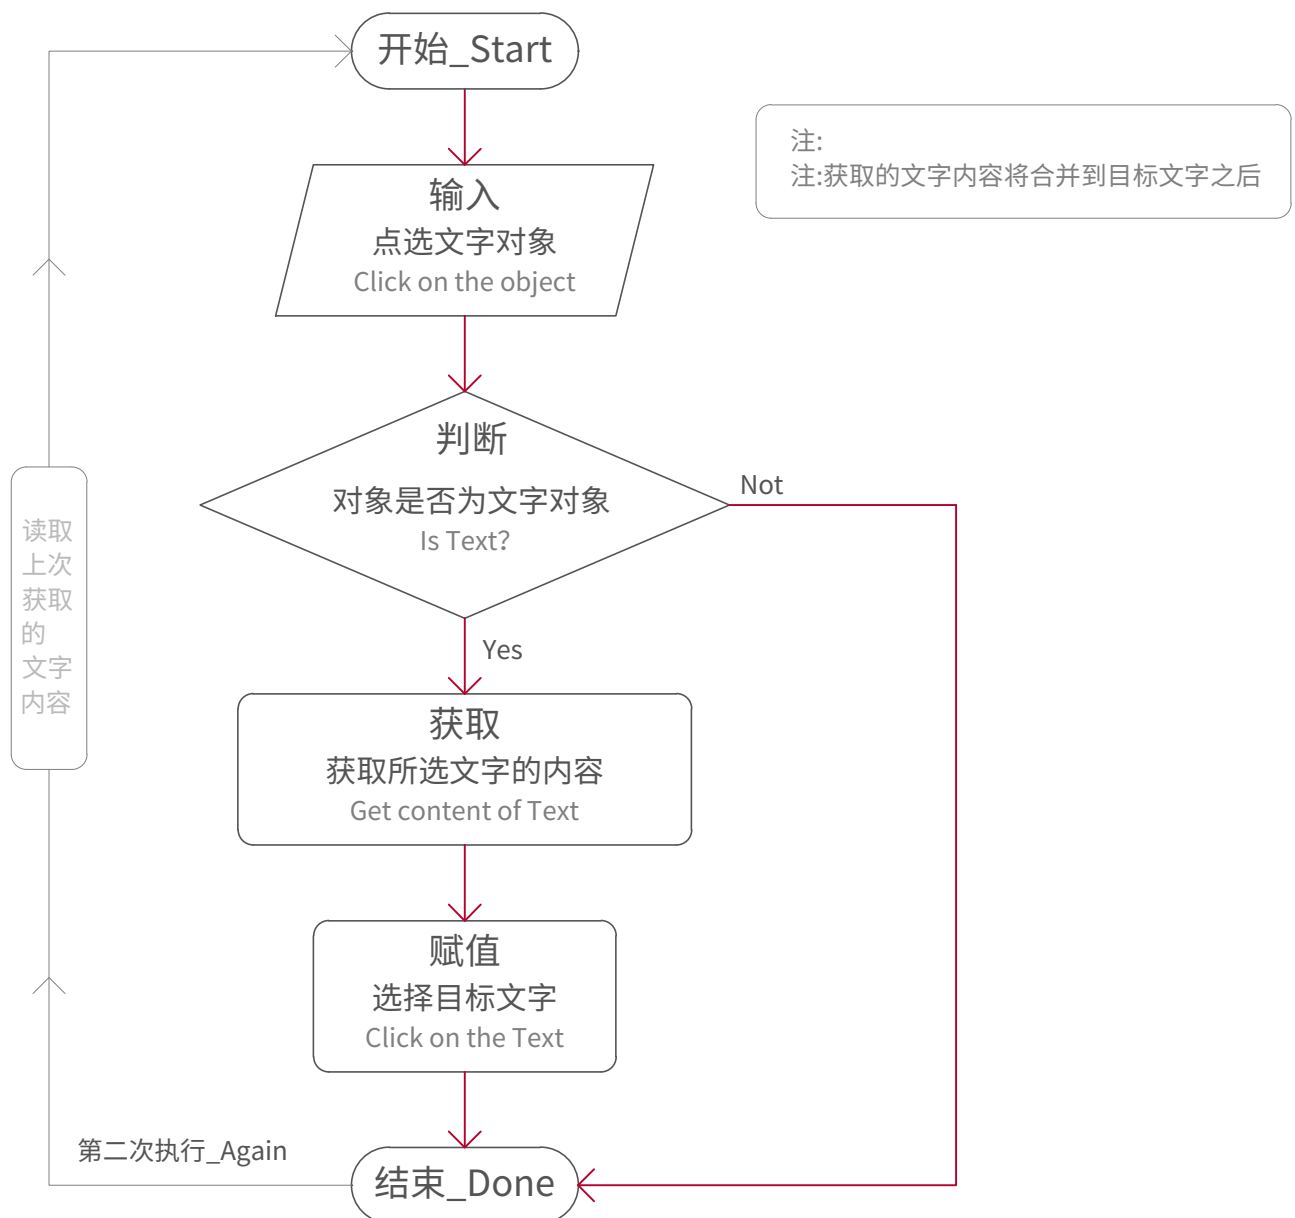 开始_Start
注:
注:获取的文字内容将合并到目标文字之后
输入
点选文字对象
Click on the object
判断
对象是否为文字对象
Is Text？
Not
Yes
读取
上次
获取
的
文字
内容
获取
获取所选文字的内容
Get content of Text
赋值
选择目标文字
Click on the Text
第二次执行_Again
结束_Done